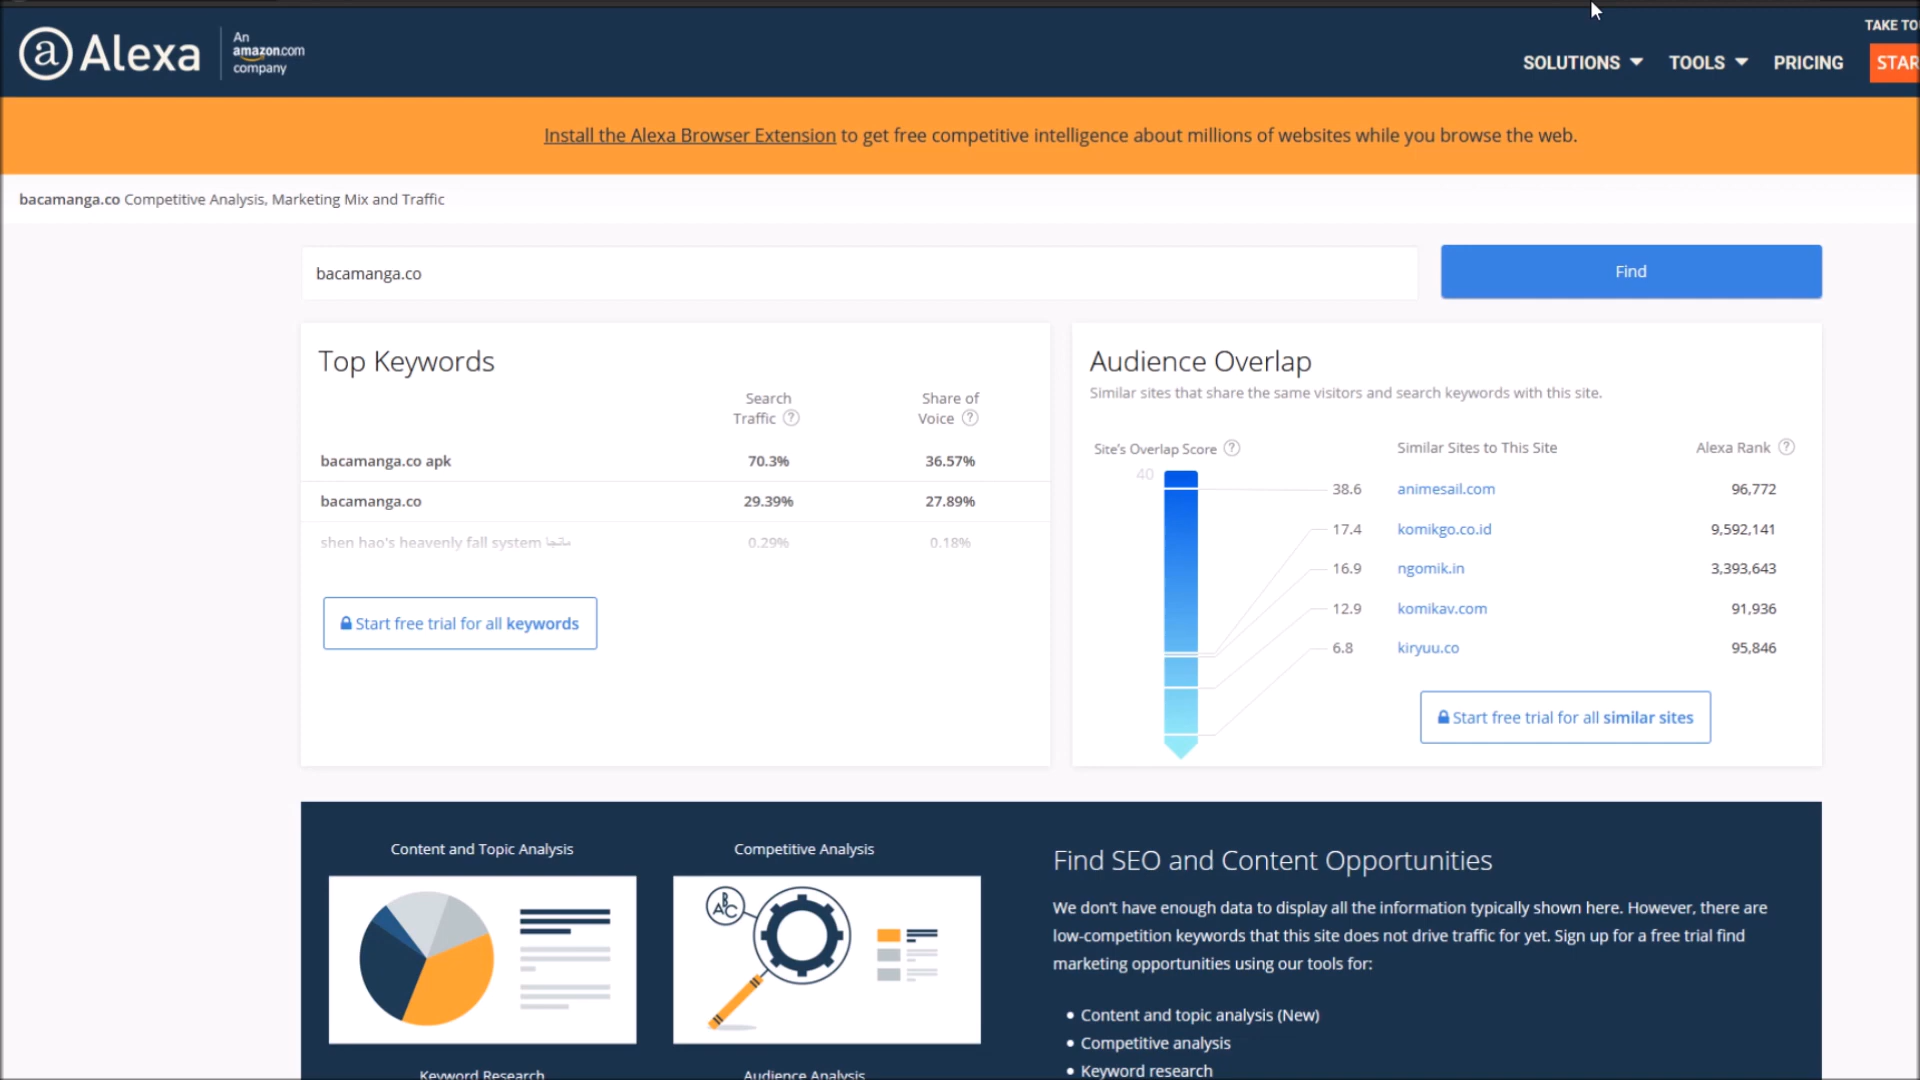 Alexa
An
amazon.com
company
TAKE TO
SOLUTIONS
TOOLS
PRICING
STAR
Install the Alexa Browser Extension to get free competitive intelligence about millions of websites while you browse the web.
bacamanga.co Competitive Analysis, Marketing Mix and Traffic
bacamanga.co
Find
Top Keywords
Search Traffic ?
Share of Voice ?
bacamanga.co apk 70.3% 36.57%
bacamanga.co 29.39% 27.89%
shen hao's heavenly fall system مانجا 0.29% 0.18%
Start free trial for all keywords
Audience Overlap
Similar sites that share the same visitors and search keywords with this site.
Site's Overlap Score ? Similar Sites to This Site Alexa Rank ?
40
38.6 animesail.com 96,772
17.4 komikgo.co.id 9,592,141
16.9 ngomik.in 3,393,643
12.9 komikav.com 91,936
6.8 kiryuu.co 95,846
Start free trial for all similar sites
Content and Topic Analysis
Competitive Analysis
A B C
Keyword Research
Audience Analysis
Find SEO and Content Opportunities
We don't have enough data to display all the information typically shown here. However, there are
low-competition keywords that this site does not drive traffic for yet. Sign up for a free trial find
marketing opportunities using our tools for:
• Content and topic analysis (New)
• Competitive analysis
• Keyword research